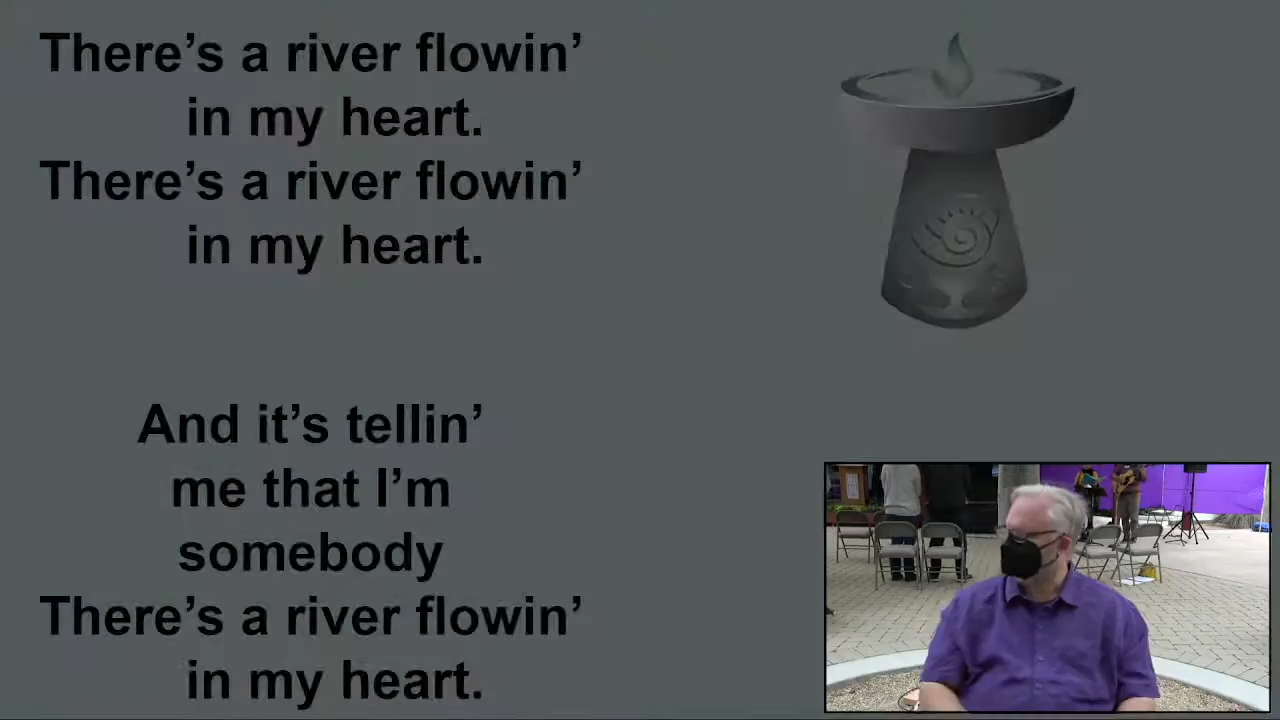 There’s a river flowin’
in my heart.
There’s a river flowin’
in my heart.
And it’s tellin’
me that I’m
somebody
There’s a river flowin’
in my heart.